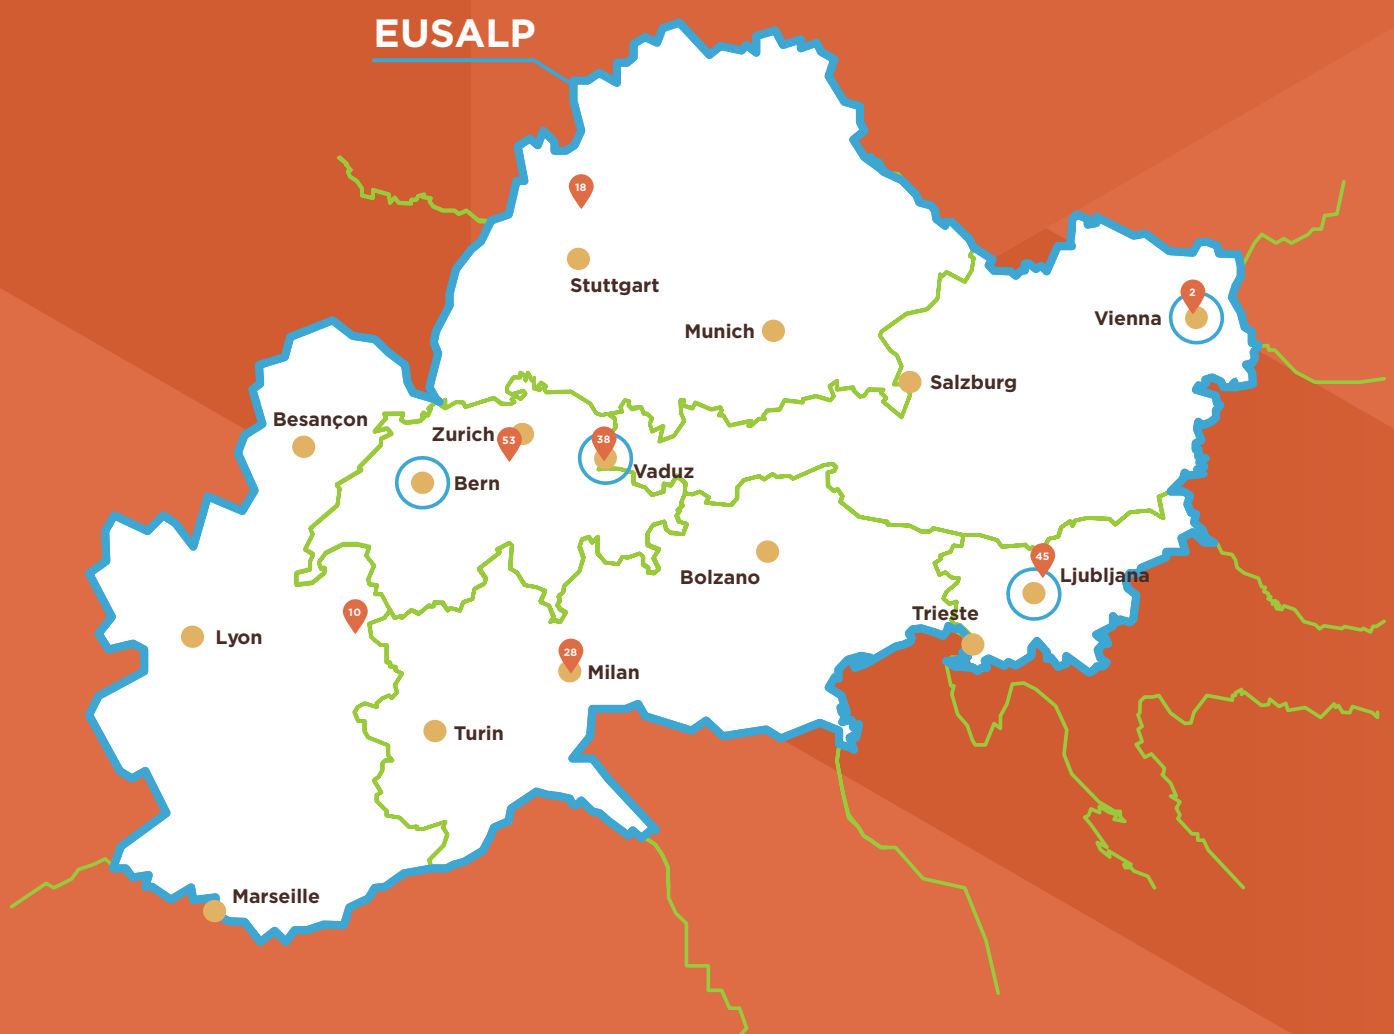 EUSALP
18
Stuttgart
2
Vienna
Munich
Salzburg
Besançon
Zurich
53
38
Vaduz
Bern
45
Ljubljana
Bolzano
Trieste
10
Lyon
28
Milan
Turin
Marseille